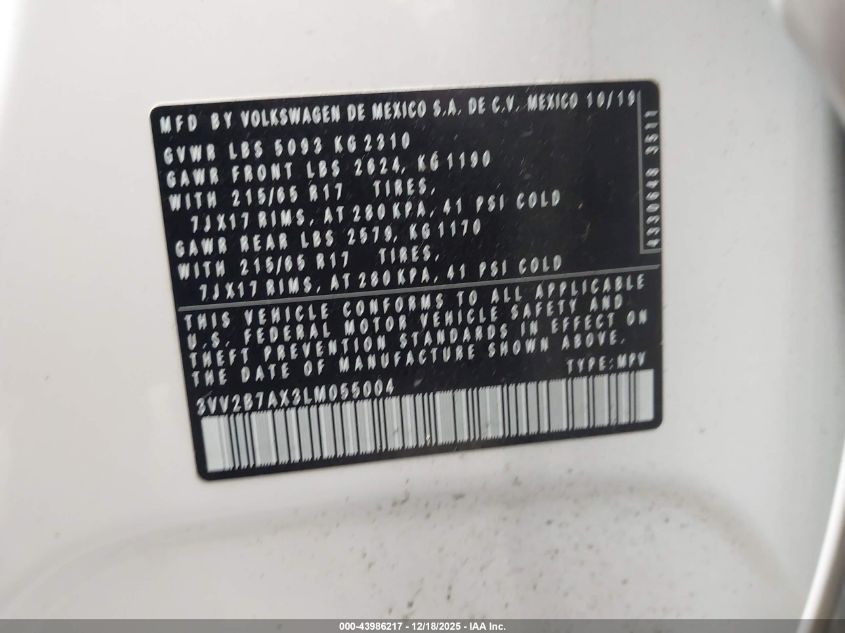 MFD BY VOLKSWAGEN DE MEXICO S.A. DE C.V. MEXICO 10/19
GVWR LBS 5093 KG 2310
GAWR FRONT LBS 2624, KG 1190
WITH 215/65 R17 TIRES,
7JX17 RIMS, AT 280 KPA, 41 PSI COLD
GAWR REAR LBS 2579, KG 1170
WITH 215/65 R17 TIRES,
7JX17 RIMS, AT 280 KPA, 41 PSI COLD
4330648 3511
THIS VEHICLE CONFORMS TO ALL APPLICABLE
U.S. FEDERAL MOTOR VEHICLE SAFETY AND
THEFT PREVENTION STANDARDS IN EFFECT ON
THE DATE OF MANUFACTURE SHOWN ABOVE.
TYPE: MPV
3VV2B7AX3LM055004
000-43986217 - 12/18/2025 - IAA Inc.